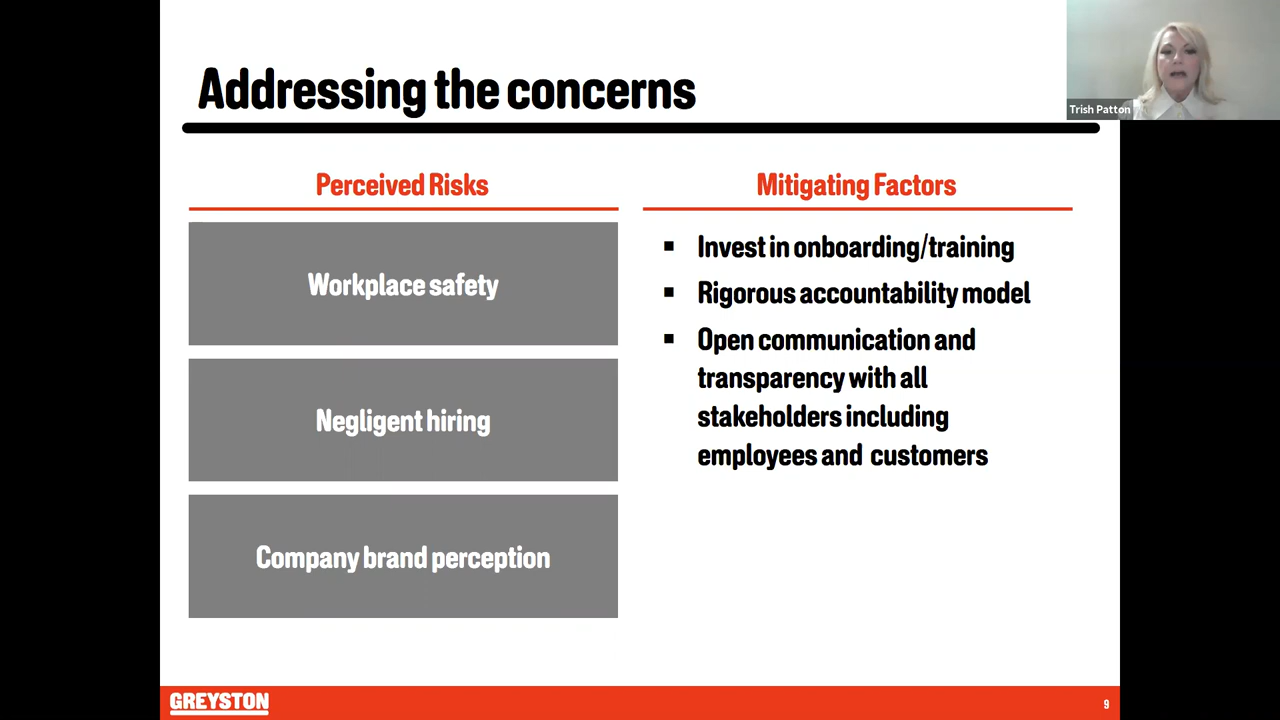 Addressing the concerns
Trish Patton
Perceived Risks
Workplace safety
Negligent hiring
Company brand perception
Mitigating Factors
▪ Invest in onboarding/training
▪ Rigorous accountability model
▪ Open communication and
transparency with all
stakeholders including
employees and customers
GREYSTON
9